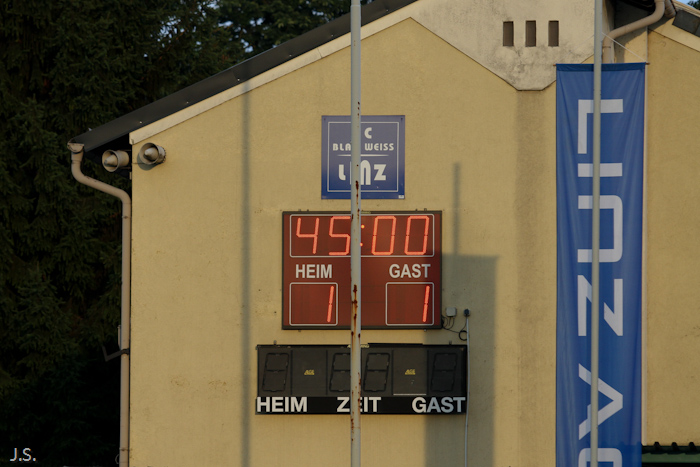 C
BLAU WEISS
LINZ
45:00
HEIM GAST
1 1
HEIM ZEIT GAST
LINZ AG
J.S.